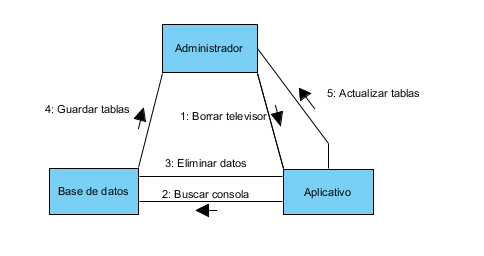 Administrador
5: Actualizar tablas
4: Guardar tablas
1: Borrar televisor
3: Eliminar datos
Base de datos
2: Buscar consola
Aplicativo